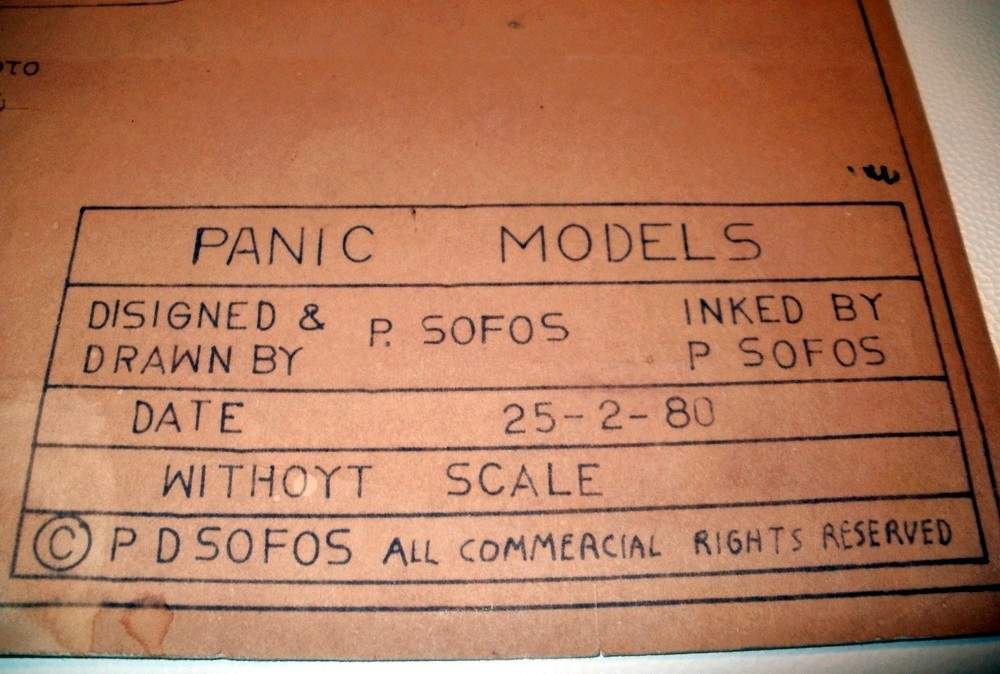 OTO
PANIC MODELS
DISIGNED & DRAWN BY P. SOFOS
INKED BY P SOFOS
DATE 25-2-80
WITHOYT SCALE
© P D SOFOS ALL COMMERCIAL RIGHTS RESERVED